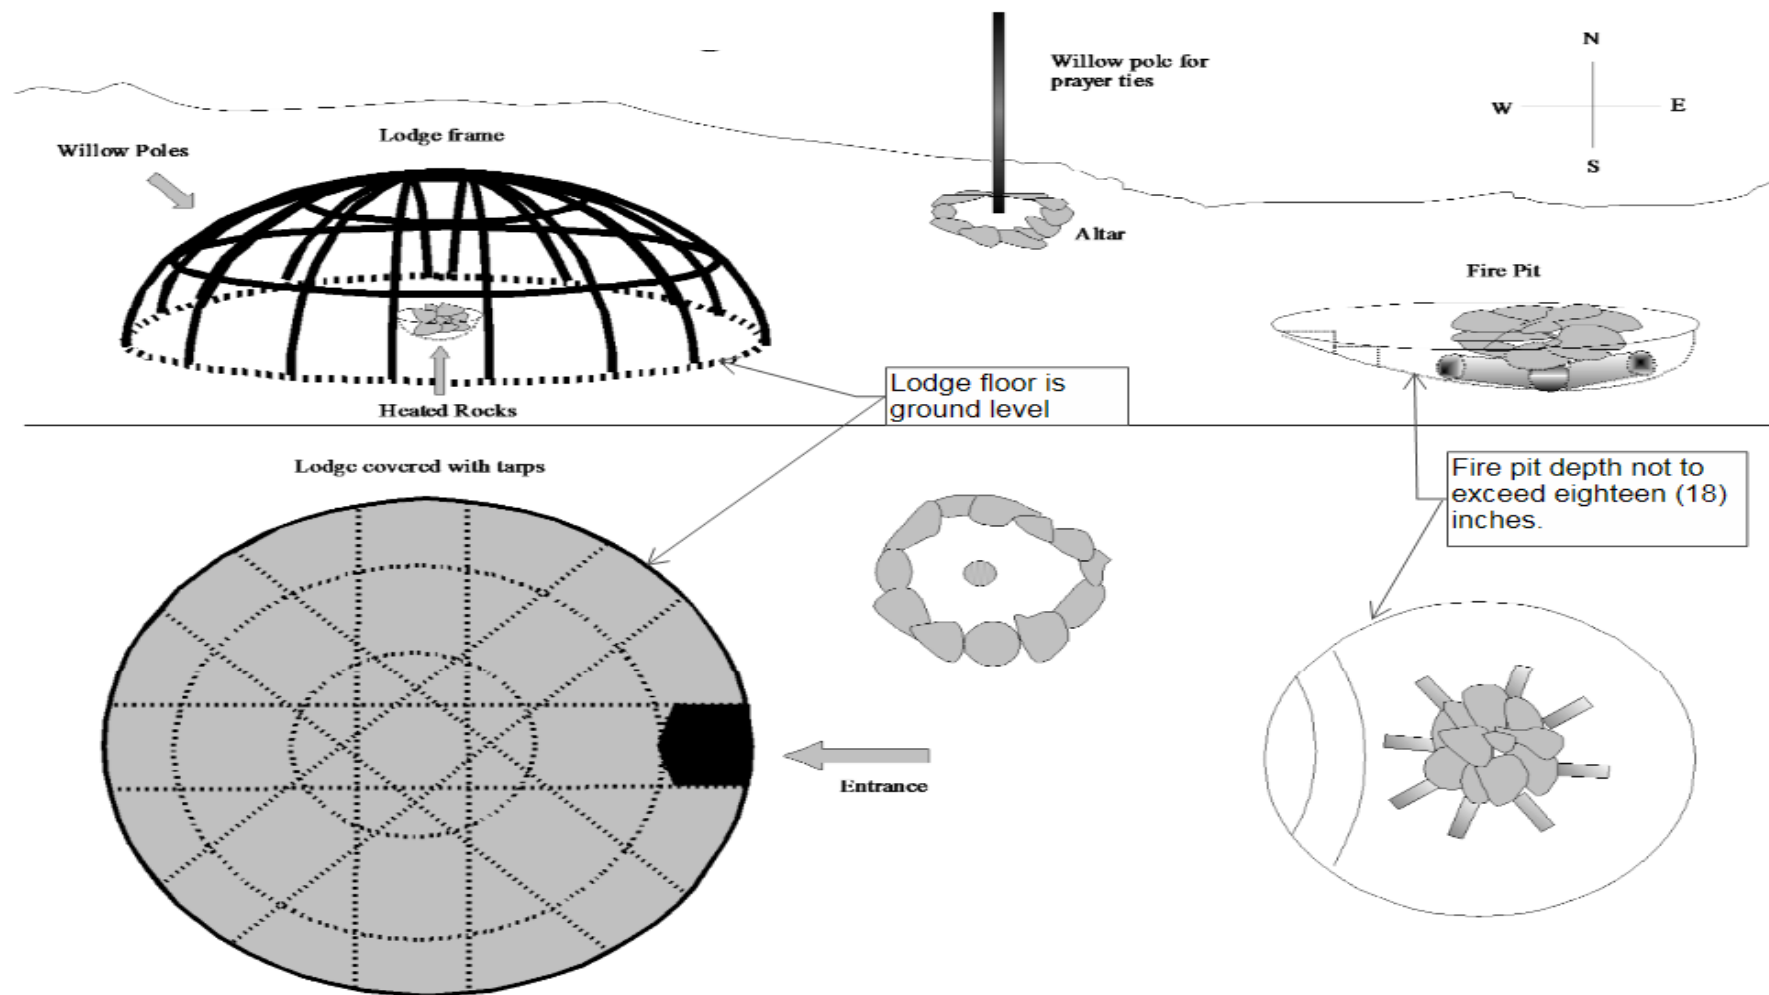 Willow pole for
prayer ties
N
W
E
S
Lodge frame
Willow Poles
Altar
Fire Pit
Heated Rocks
Lodge floor is
ground level
Lodge covered with tarps
Fire pit depth not to
exceed eighteen (18)
inches.
Entrance